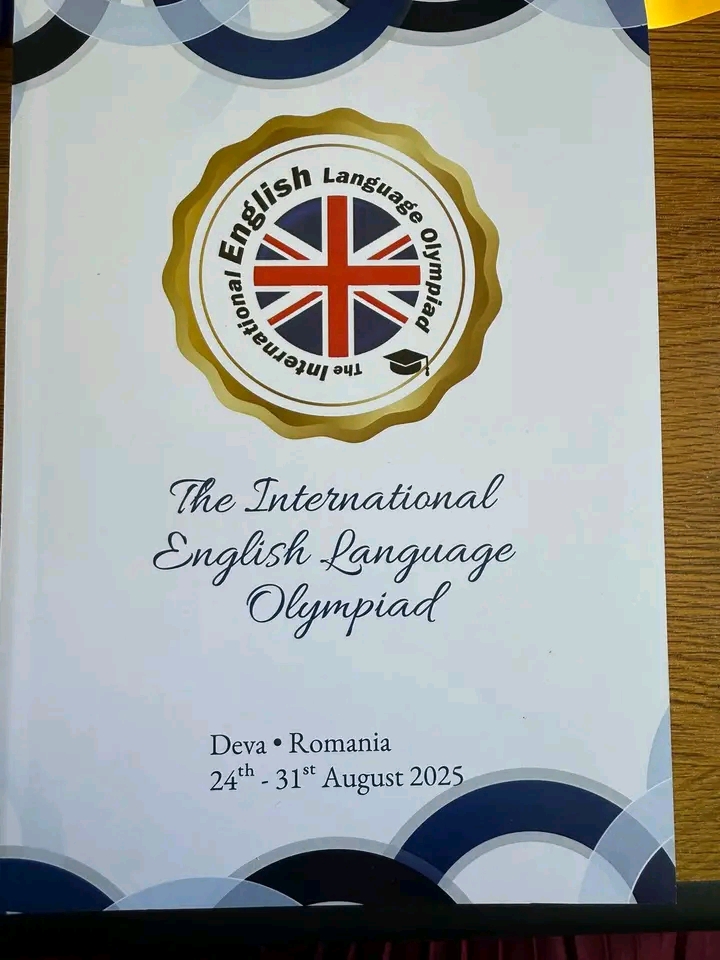 The International English Language Olympiad
The International
English Language
Olympiad
Deva • Romania
24th - 31st August 2025